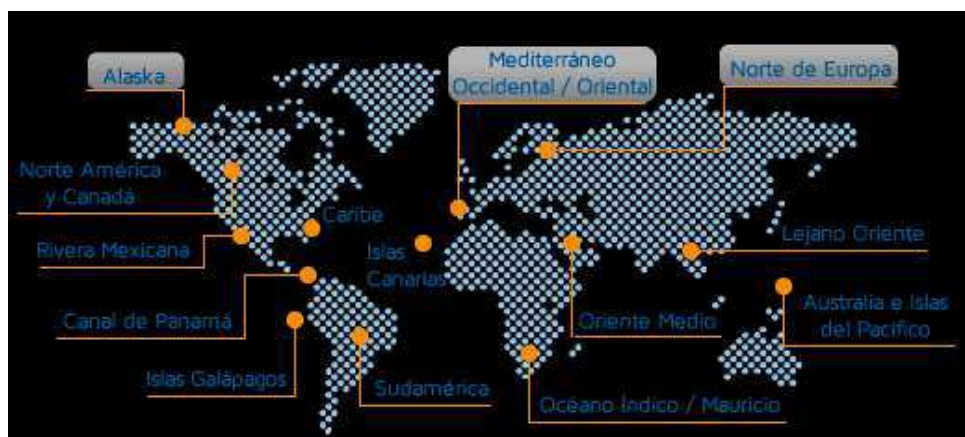 Alaska
Mediterráneo
Occidental / Oriental
Norte de Europa
Norte América
y Canadá
Caribe
Rivera Mexicana
Islas
Canarias
Lejano Oriente
Canal de Panamá
Oriente Medio
Australia e Islas
del Pacífico
Islas Galápagos
Sudamérica
Océano Índico / Mauricio